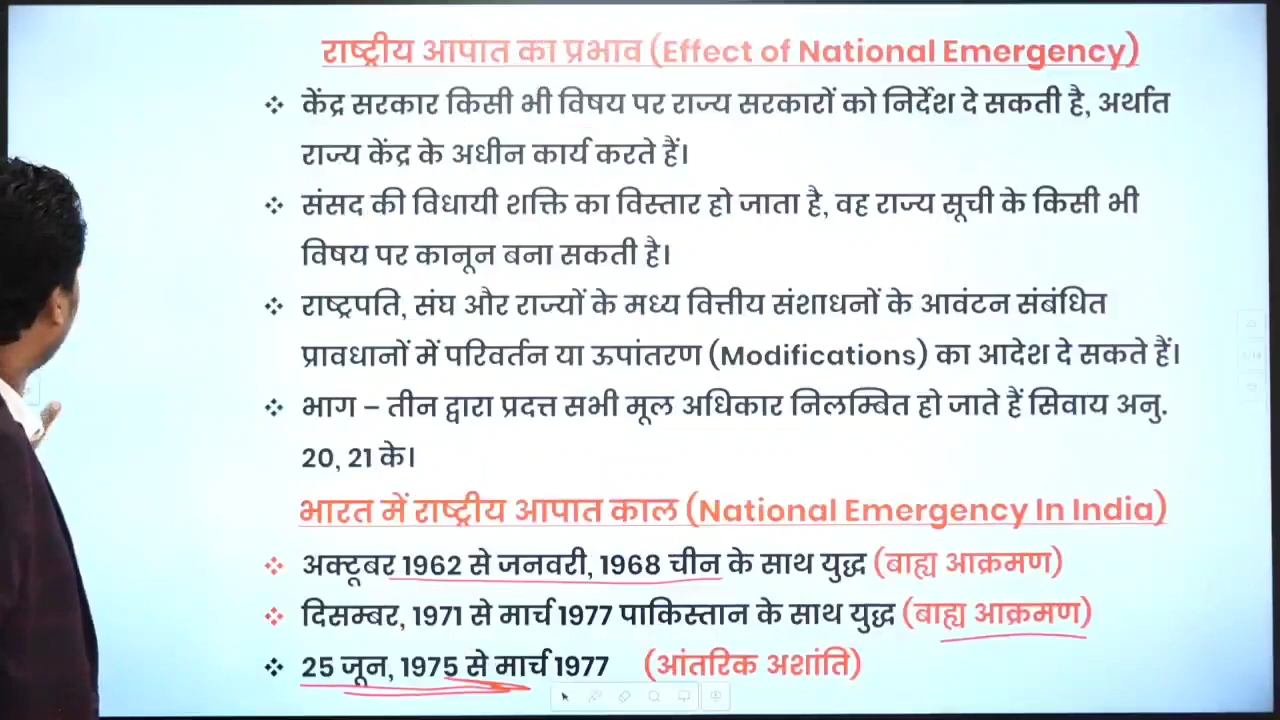 राष्ट्रीय आपात का प्रभाव (Effect of National Emergency)
केंद्र सरकार किसी भी विषय पर राज्य सरकारों को निर्देश दे सकती है, अर्थात
राज्य केंद्र के अधीन कार्य करते हैं।
संसद की विधायी शक्ति का विस्तार हो जाता है, वह राज्य सूची के किसी भी
विषय पर कानून बना सकती है।
राष्ट्रपति, संघ और राज्यों के मध्य वित्तीय संशाधनों के आवंटन संबंधित
प्रावधानों में परिवर्तन या ऊपांतरण (Modifications) का आदेश दे सकते हैं।
भाग – तीन द्वारा प्रदत्त सभी मूल अधिकार निलम्बित हो जाते हैं सिवाय अनु.
20, 21 के।
भारत में राष्ट्रीय आपात काल (National Emergency In India)
अक्टूबर 1962 से जनवरी, 1968 चीन के साथ युद्ध (बाह्य आक्रमण)
दिसम्बर, 1971 से मार्च 1977 पाकिस्तान के साथ युद्ध (बाह्य आक्रमण)
25 जून, 1975 से मार्च 1977 (आंतरिक अशांति)